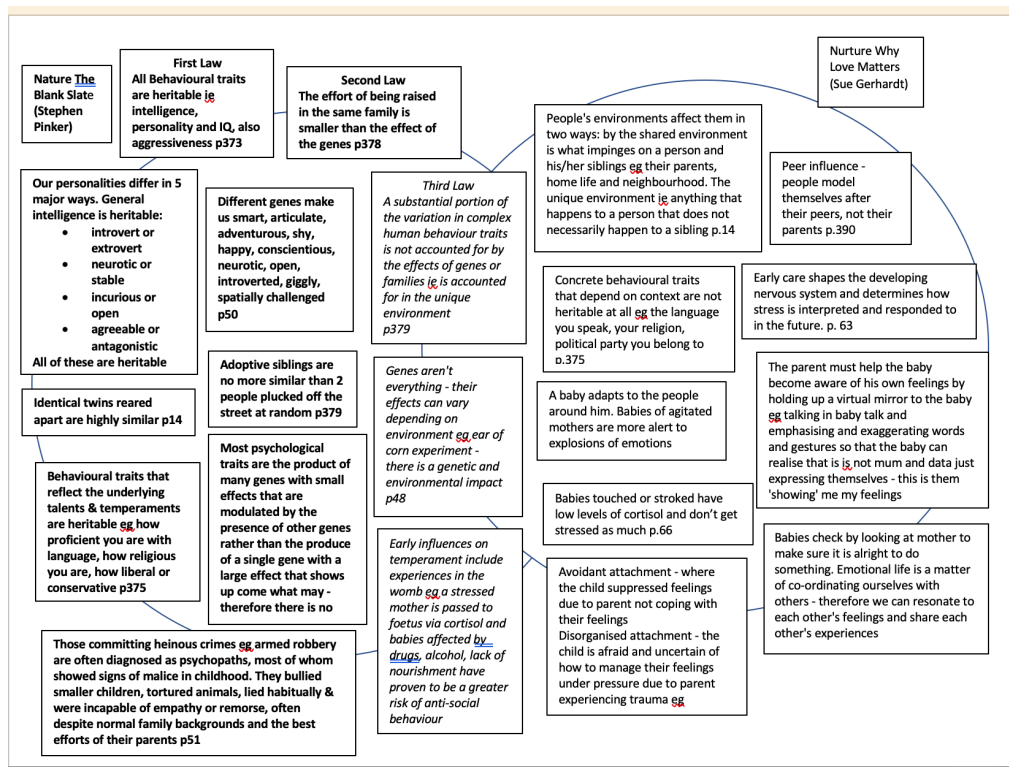 Nature The
Blank Slate
(Stephen
Pinker)
First Law
All Behavioural traits
are heritable ie
intelligence,
personality and IQ, also
aggressiveness p373
Second Law
The effort of being raised
in the same family is
smaller than the effect of
the genes p378
Nurture Why
Love Matters
(Sue Gerhardt)
Our personalities differ in 5
major ways. General
intelligence is heritable:
• introvert or
extrovert
• neurotic or
stable
• incurious or
open
• agreeable or
antagonistic
All of these are heritable
Different genes make
us smart, articulate,
adventurous, shy,
happy, conscientious,
neurotic, open,
introverted, giggly,
spatially challenged
p50
Third Law
A substantial portion of
the variation in complex
human behaviour traits
is not accounted for by
the effects of genes or
families ie is accounted
for in the unique
environment
p379
People's environments affect them in
two ways: by the shared environment
is what impinges on a person and
his/her siblings eg their parents,
home life and neighbourhood. The
unique environment ie anything that
happens to a person that does not
necessarily happen to a sibling p.14
Peer influence -
people model
themselves after
their peers, not their
parents p.390
Concrete behavioural traits
that depend on context are not
heritable at all eg the language
you speak, your religion,
political party you belong to
p.375
Early care shapes the developing
nervous system and determines how
stress is interpreted and responded to
in the future. p. 63
Identical twins reared
apart are highly similar p14
Adoptive siblings are
no more similar than 2
people plucked off the
street at random p379
Genes aren't
everything - their
effects can vary
depending on
environment eg ear of
corn experiment -
there is a genetic and
environmental impact
p48
A baby adapts to the people
around him. Babies of agitated
mothers are more alert to
explosions of emotions
The parent must help the baby
become aware of his own feelings by
holding up a virtual mirror to the baby
eg talking in baby talk and
emphasising and exaggerating words
and gestures so that the baby can
realise that is is not mum and data just
expressing themselves - this is them
'showing' me my feelings
Behavioural traits that
reflect the underlying
talents & temperaments
are heritable eg how
proficient you are with
language, how religious
you are, how liberal or
conservative p375
Most psychological
traits are the product of
many genes with small
effects that are
modulated by the
presence of other genes
rather than the produce
of a single gene with a
large effect that shows
up come what may -
therefore there is no
Babies touched or stroked have
low levels of cortisol and don't get
stressed as much p.66
Early influences on
temperament include
experiences in the
womb eg a stressed
mother is passed to
foetus via cortisol and
babies affected by
drugs, alcohol, lack of
nourishment have
proven to be a greater
risk of anti-social
behaviour
Avoidant attachment - where
the child suppressed feelings
due to parent not coping with
their feelings
Disorganised attachment - the
child is afraid and uncertain of
how to manage their feelings
under pressure due to parent
experiencing trauma eg
Babies check by looking at mother to
make sure it is alright to do
something. Emotional life is a matter
of co-ordinating ourselves with
others - therefore we can resonate to
each other's feelings and share each
other's experiences
Those committing heinous crimes eg armed robbery
are often diagnosed as psychopaths, most of whom
showed signs of malice in childhood. They bullied
smaller children, tortured animals, lied habitually &
were incapable of empathy or remorse, often
despite normal family backgrounds and the best
efforts of their parents p51